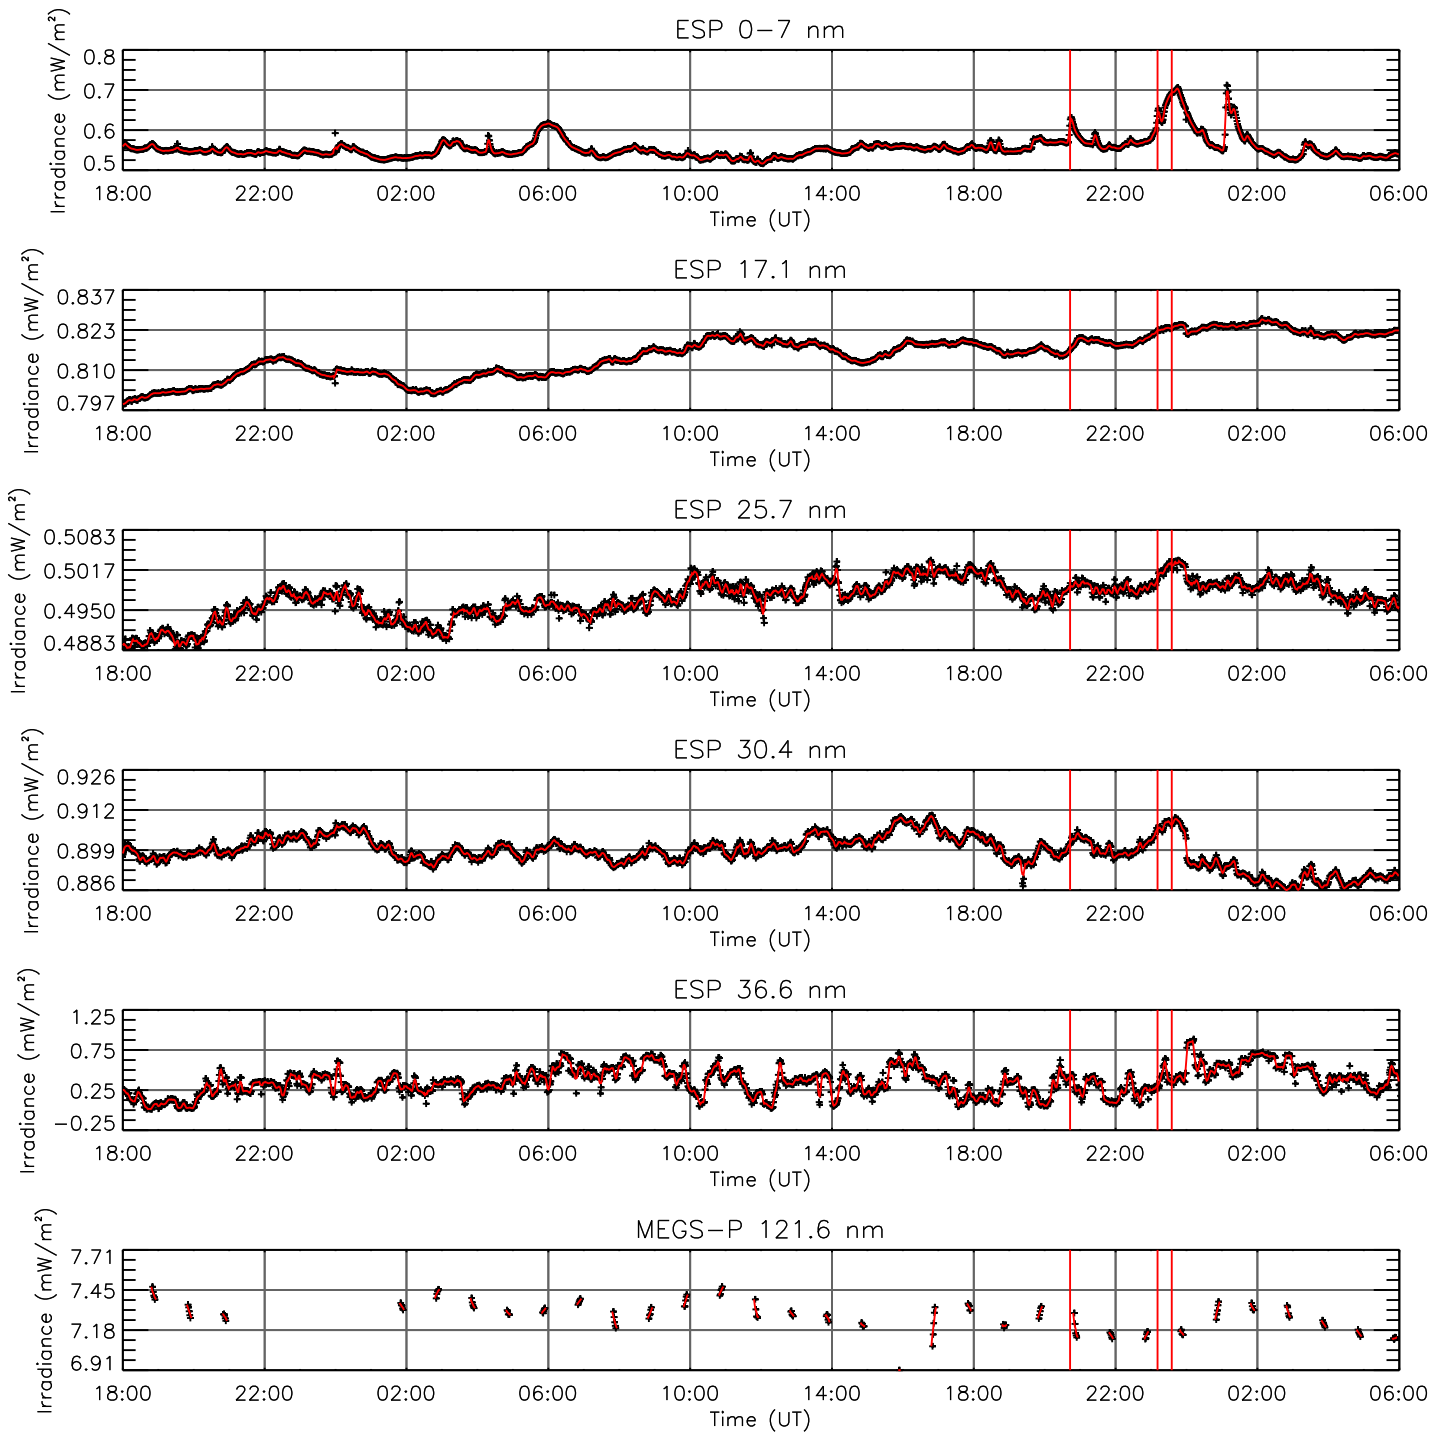 ESP 0-7 nm
Irradiance (mW/m²)
0.8
0.7
0.6
0.5
18:00 22:00 02:00 06:00 10:00 14:00 18:00 22:00 02:00 06:00
Time (UT)
ESP 17.1 nm
Irradiance (mW/m²)
0.837
0.823
0.810
0.797
18:00 22:00 02:00 06:00 10:00 14:00 18:00 22:00 02:00 06:00
Time (UT)
ESP 25.7 nm
Irradiance (mW/m²)
0.5083
0.5017
0.4950
0.4883
18:00 22:00 02:00 06:00 10:00 14:00 18:00 22:00 02:00 06:00
Time (UT)
ESP 30.4 nm
Irradiance (mW/m²)
0.926
0.912
0.899
0.886
18:00 22:00 02:00 06:00 10:00 14:00 18:00 22:00 02:00 06:00
Time (UT)
ESP 36.6 nm
Irradiance (mW/m²)
1.25
0.75
0.25
-0.25
18:00 22:00 02:00 06:00 10:00 14:00 18:00 22:00 02:00 06:00
Time (UT)
MEGS-P 121.6 nm
Irradiance (mW/m²)
7.71
7.45
7.18
6.91
18:00 22:00 02:00 06:00 10:00 14:00 18:00 22:00 02:00 06:00
Time (UT)